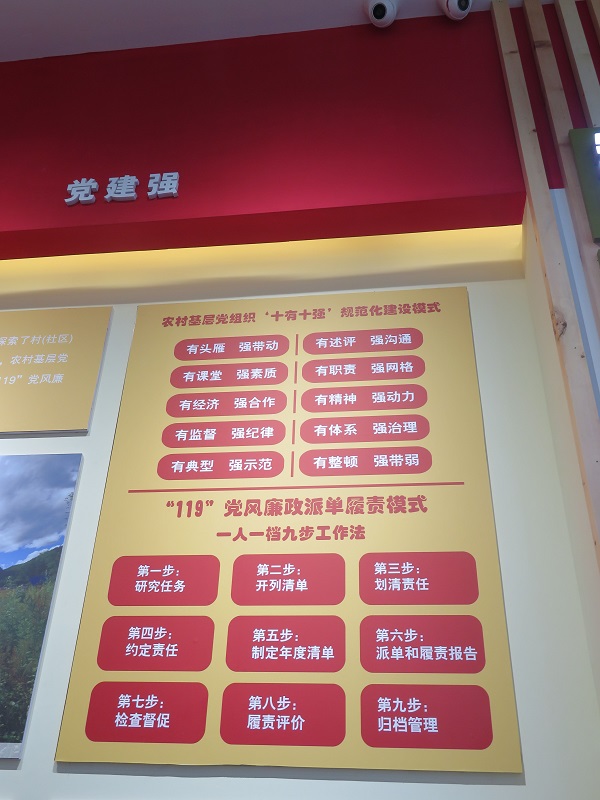 党建强
探索了村(社区)
，农村基层党
119”党风廉
农村基层党组织‘十有十强’规范化建设模式
有头雁 强带动
有述评 强沟通
有课堂 强素质
有职责 强网格
有经济 强合作
有精神 强动力
有监督 强纪律
有体系 强治理
有典型 强示范
有整顿 强带弱
“119”党风廉政派单履责模式
一人一档九步工作法
第一步：
研究任务
第二步：
开列清单
第三步：
划清责任
第四步：
约定责任
第五步：
制定年度清单
第六步：
派单和履责报告
第七步：
检查督促
第八步：
履责评价
第九步：
归档管理